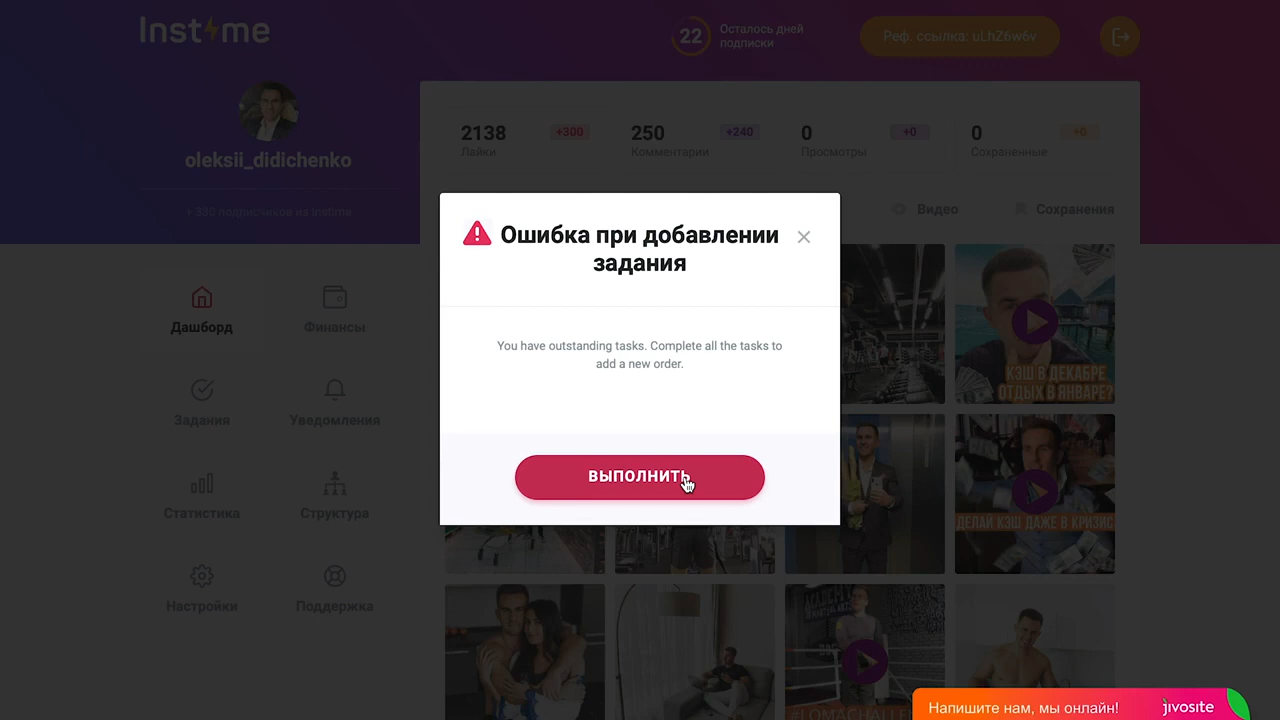 Inst me
22
Осталось дней
подписки
Реф. ссылка: uLhZ6w6v
oleksii_didichenko
+ 330 подписчиков из Instime
2138 +300
Лайки
250 +240
Комментарии
0 +0
Просмотры
0 +0
Сохраненные
Видео
Сохранения
Ошибка при добавлении
задания
You have outstanding tasks. Complete all the tasks to
add a new order.
ВЫПОЛНИТЬ
Дашборд
Финансы
Задания
Уведомления
Статистика
Структура
Настройки
Поддержка
КЭШ В ДЕКАБРЕ
ОТДЫХ В ЯНВАРЕ?
ДЕЛАЙ КЭШ ДАЖЕ В КРИЗИС
ACADEMY
Напишите нам, мы онлайн!
jivosite